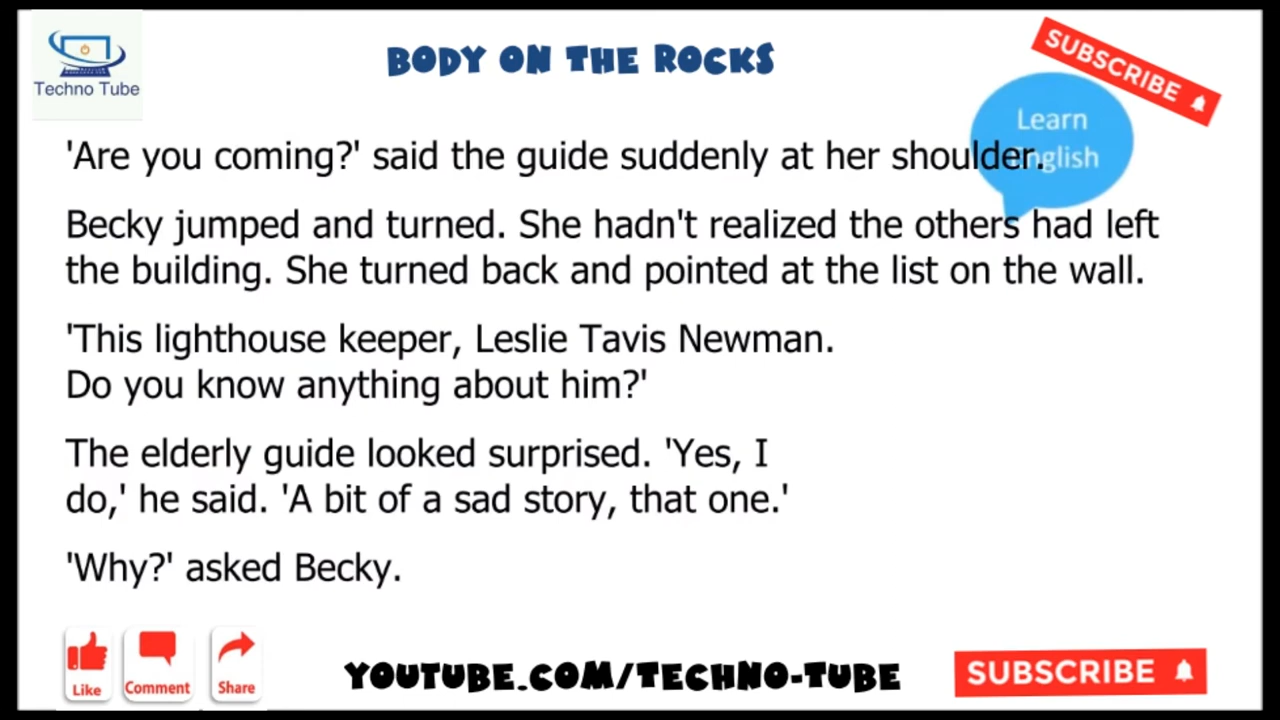 Techno Tube
BODY ON THE ROCKS
SUBSCRIBE
Learn
English
'Are you coming?' said the guide suddenly at her shoulder.
Becky jumped and turned. She hadn't realized the others had left
the building. She turned back and pointed at the list on the wall.
'This lighthouse keeper, Leslie Tavis Newman.
Do you know anything about him?'
The elderly guide looked surprised. 'Yes, I
do,' he said. 'A bit of a sad story, that one.'
'Why?' asked Becky.
Like
Comment
Share
YOUTUBE.COM/TECHNO-TUBE
SUBSCRIBE